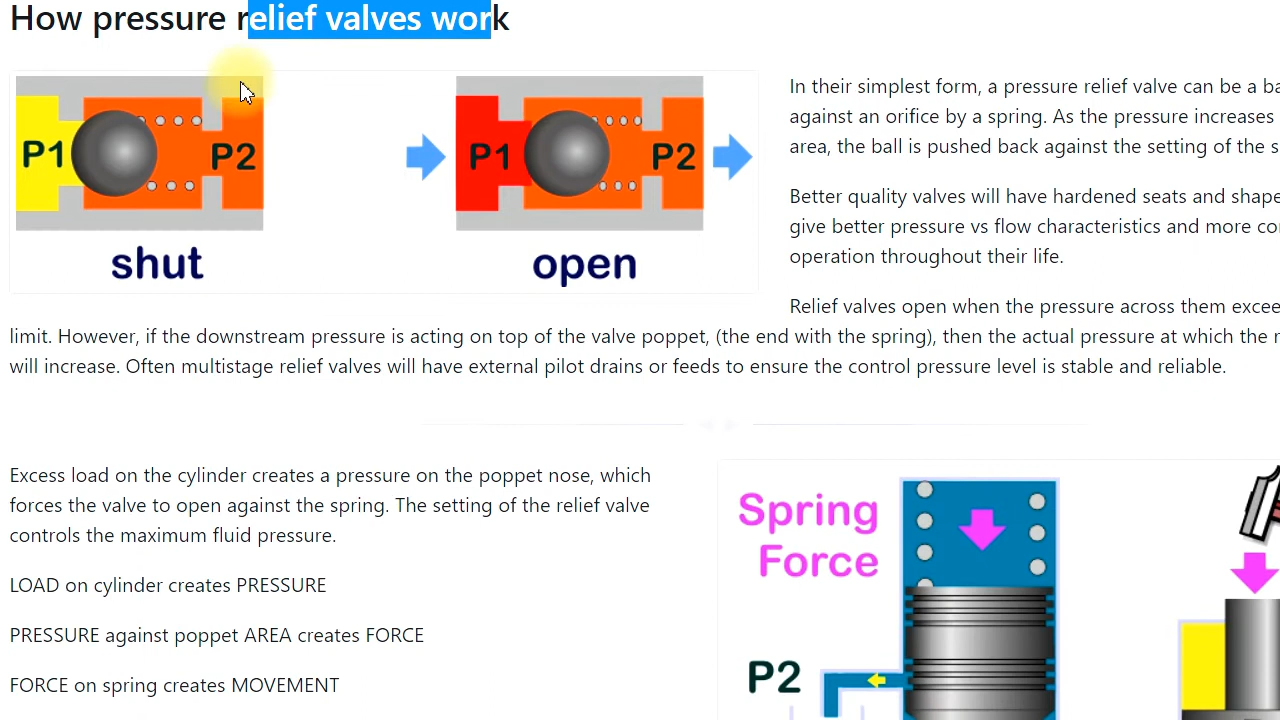 How pressure relief valves work
P1 P2 P1 P2
shut open
In their simplest form, a pressure relief valve can be a
against an orifice by a spring. As the pressure increases
area, the ball is pushed back against the setting of the
Better quality valves will have hardened seats and
give better pressure vs flow characteristics and more
operation throughout their life.
Relief valves open when the pressure across them
limit. However, if the downstream pressure is acting on top of the valve poppet, (the end with the spring), then the actual pressure at which the
will increase. Often multistage relief valves will have external pilot drains or feeds to ensure the control pressure level is stable and reliable.
Excess load on the cylinder creates a pressure on the poppet nose, which
forces the valve to open against the spring. The setting of the relief valve
controls the maximum fluid pressure.
LOAD on cylinder creates PRESSURE
PRESSURE against poppet AREA creates FORCE
FORCE on spring creates MOVEMENT
Spring
Force
P2